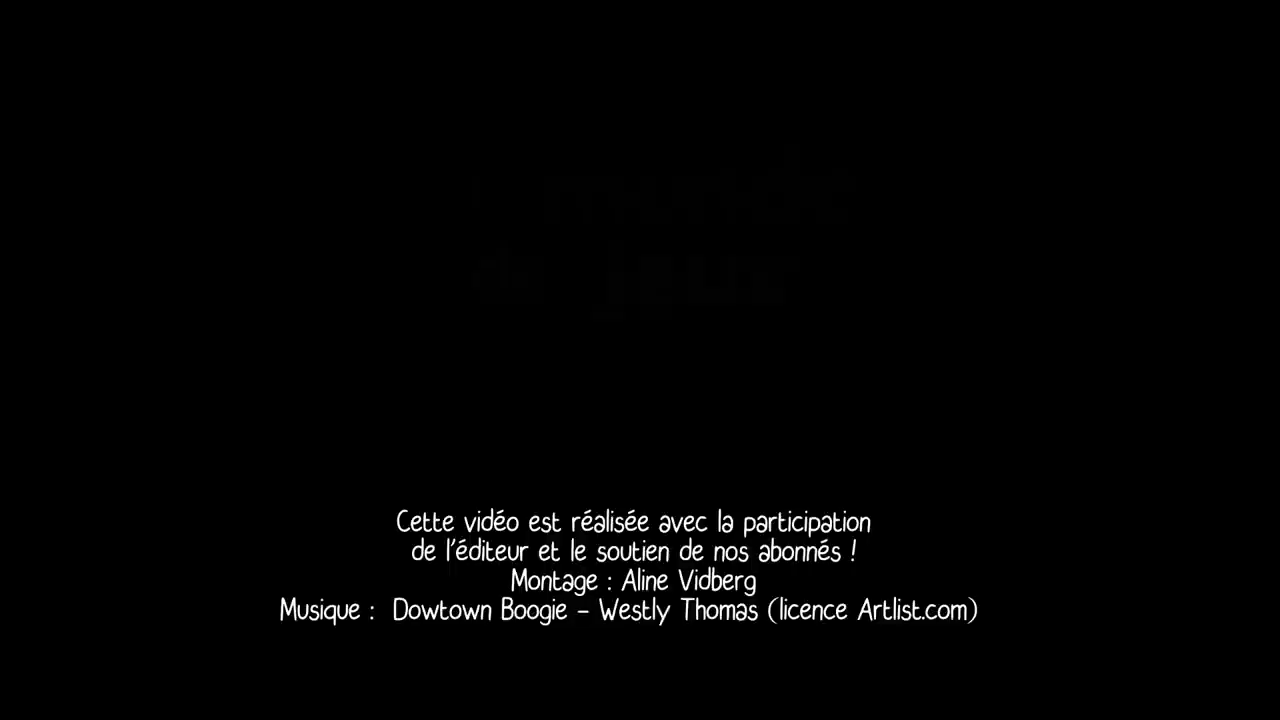 Cette vidéo est réalisée avec la participation
de l'éditeur et le soutien de nos abonnés !
Montage : Aline Vidberg
Musique : Dowtown Boogie - Westly Thomas (licence Artlist.com)